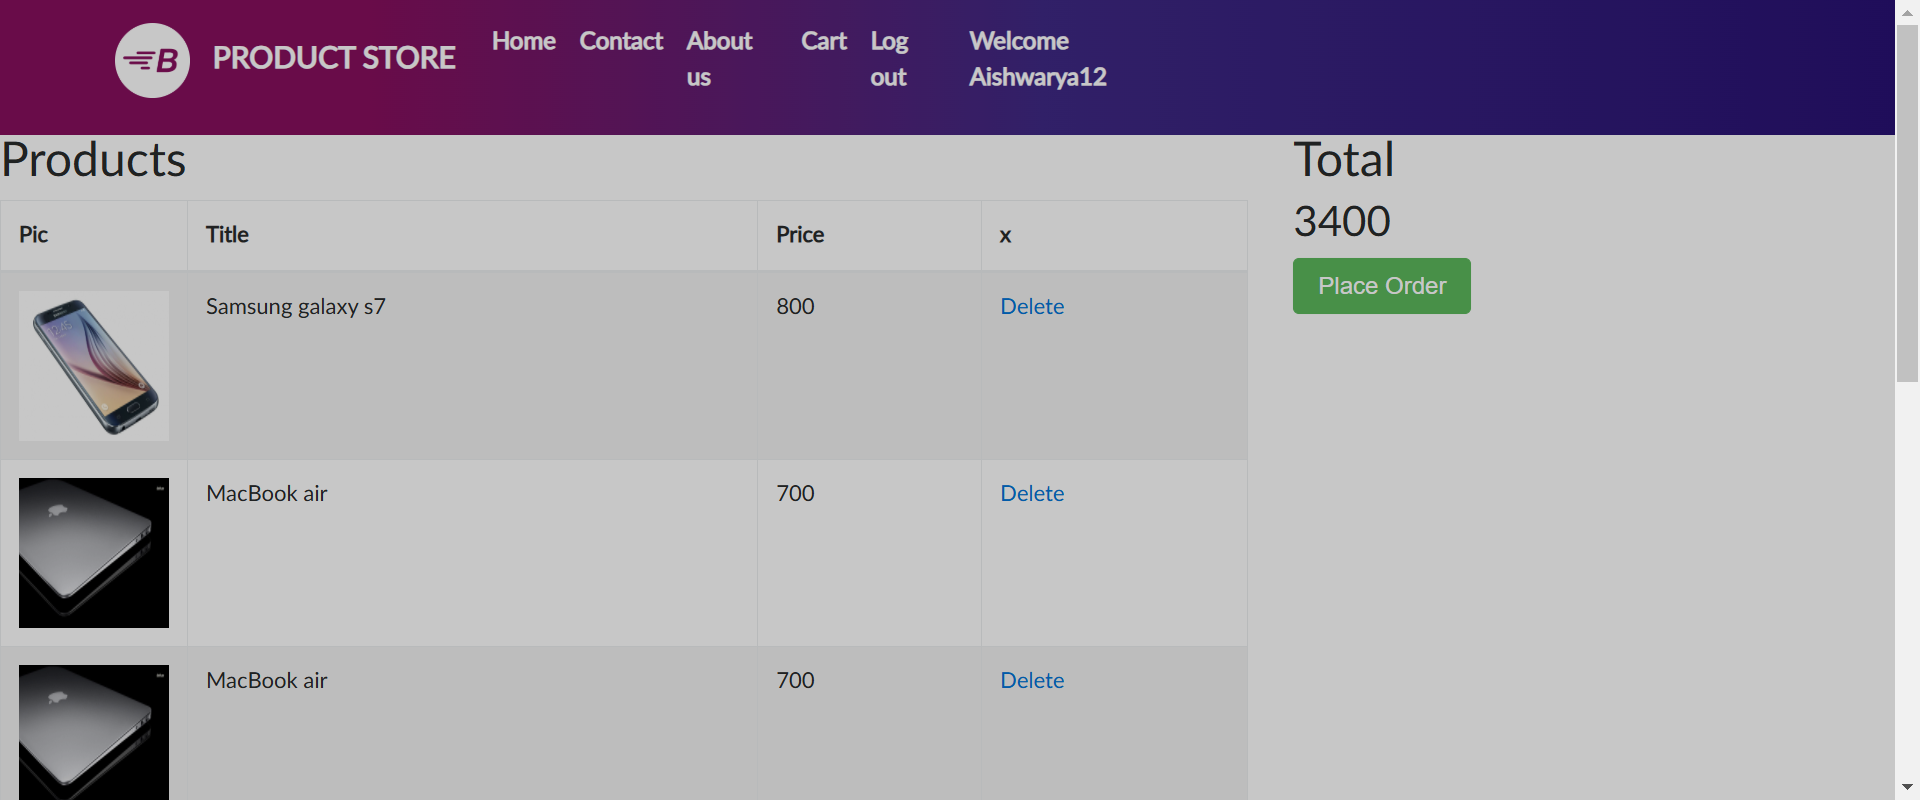 B PRODUCT STORE Home Contact About us Cart Log out Welcome Aishwarya12
Products
Total
3400
Place Order
Pic Title Price x
Samsung galaxy s7 800 Delete
MacBook air 700 Delete
MacBook air 700 Delete